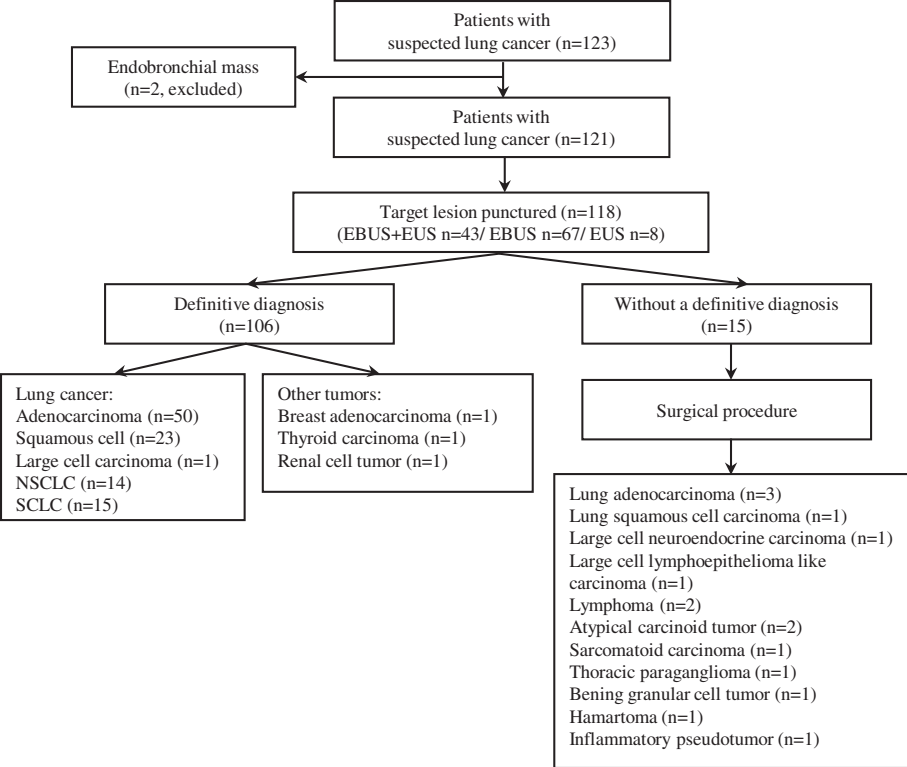 Patients with
suspected lung cancer (n=123)
Endobronchial mass
(n=2, excluded)
Patients with
suspected lung cancer (n=121)
Target lesion punctured (n=118)
(EBUS+EUS n=43/ EBUS n=67/ EUS n=8)
Definitive diagnosis
(n=106)
Without a definitive diagnosis
(n=15)
Lung cancer:
Adenocarcinoma (n=50)
Squamous cell (n=23)
Large cell carcinoma (n=1)
NSCLC (n=14)
SCLC (n=15)
Other tumors:
Breast adenocarcinoma (n=1)
Thyroid carcinoma (n=1)
Renal cell tumor (n=1)
Surgical procedure
Lung adenocarcinoma (n=3)
Lung squamous cell carcinoma (n=1)
Large cell neuroendocrine carcinoma (n=1)
Large cell lymphoepithelioma like
carcinoma (n=1)
Lymphoma (n=2)
Atypical carcinoid tumor (n=2)
Sarcomatoid carcinoma (n=1)
Thoracic paraganglioma (n=1)
Bening granular cell tumor (n=1)
Hamartoma (n=1)
Inflammatory pseudotumor (n=1)